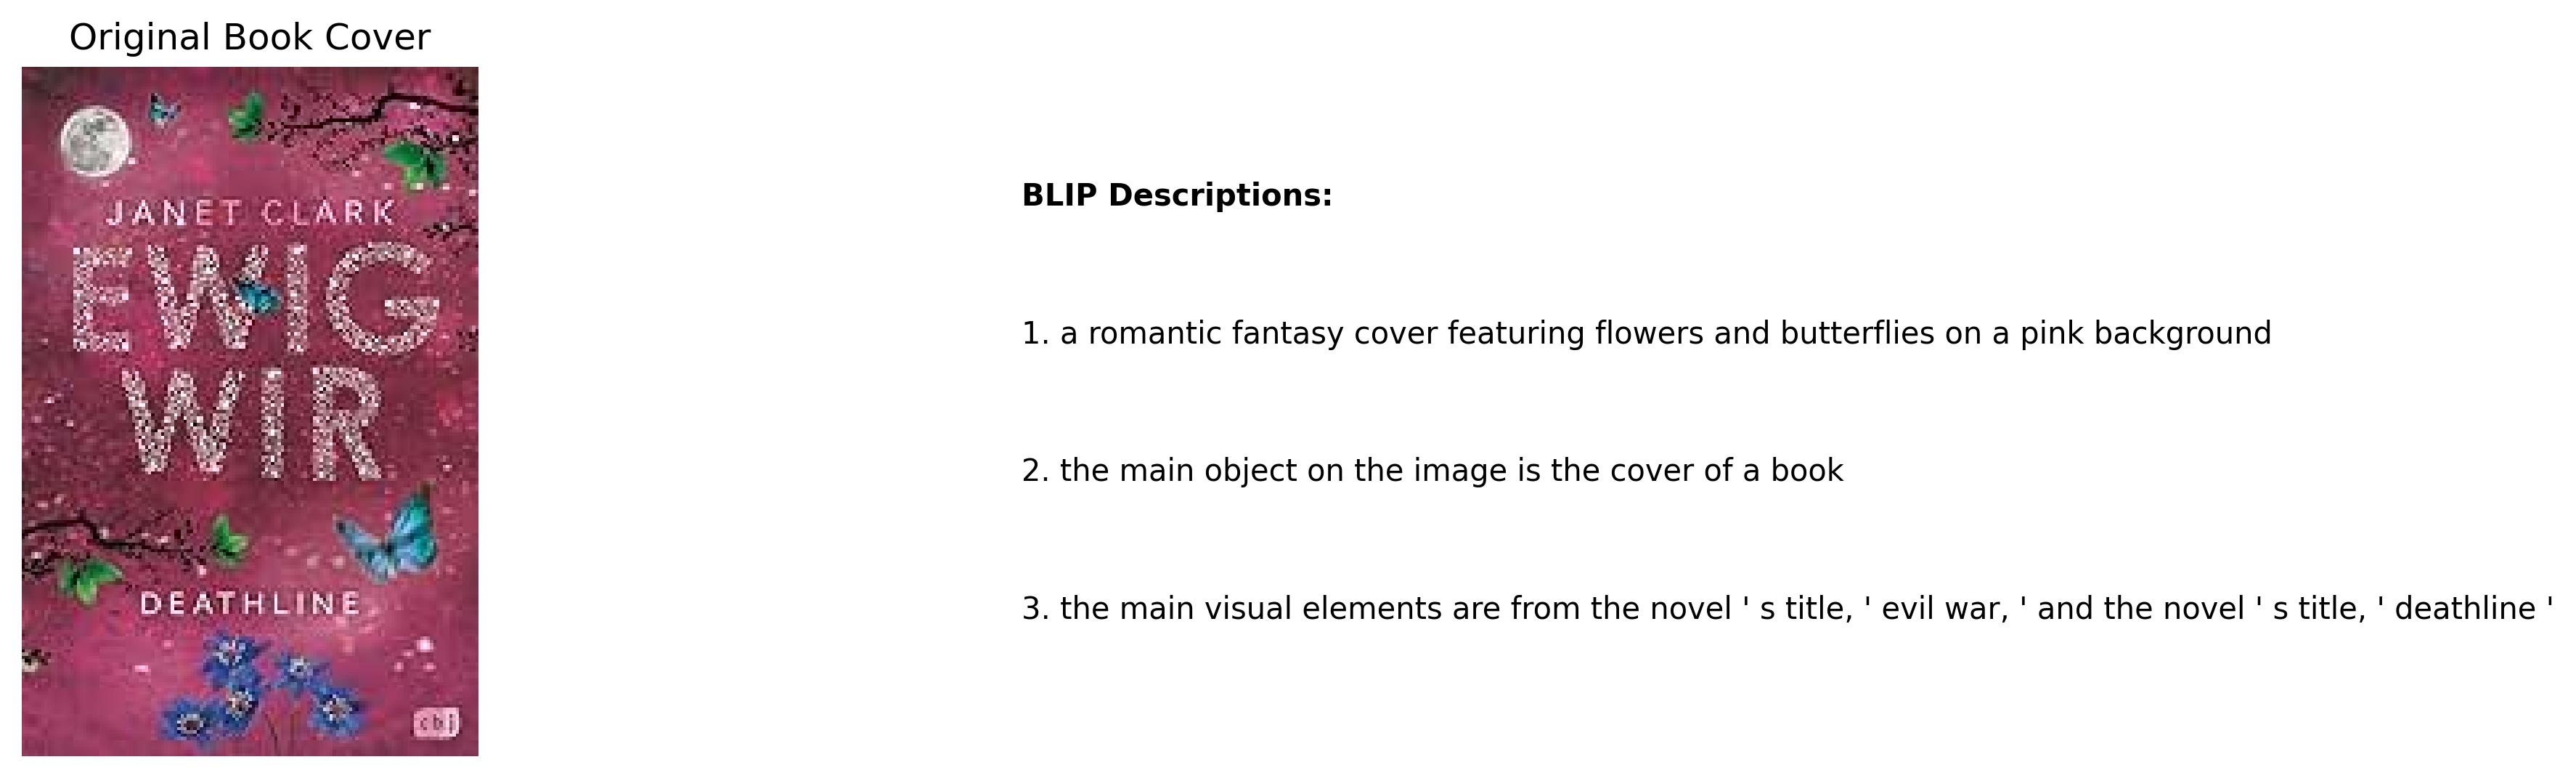 Original Book Cover
JANET CLARK
EWIG
WIR
DEATHLINE
cbj
BLIP Descriptions:
1. a romantic fantasy cover featuring flowers and butterflies on a pink background
2. the main object on the image is the cover of a book
3. the main visual elements are from the novel ' s title, ' evil war, ' and the novel ' s title, ' deathline '